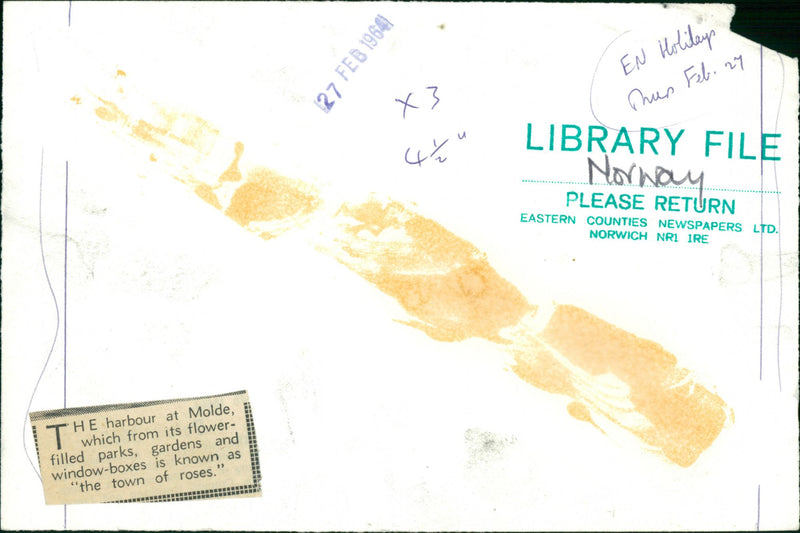 27 FEB 1964
EN Holidays
Thurs Feb. 27
X 3
4 1/2"
LIBRARY FILE
Norway
PLEASE RETURN
EASTERN COUNTIES NEWSPAPERS LTD.
NORWICH NR1 1RE
THE harbour at Molde,
which from its flower-
filled parks, gardens and
window-boxes is known as
"the town of roses."